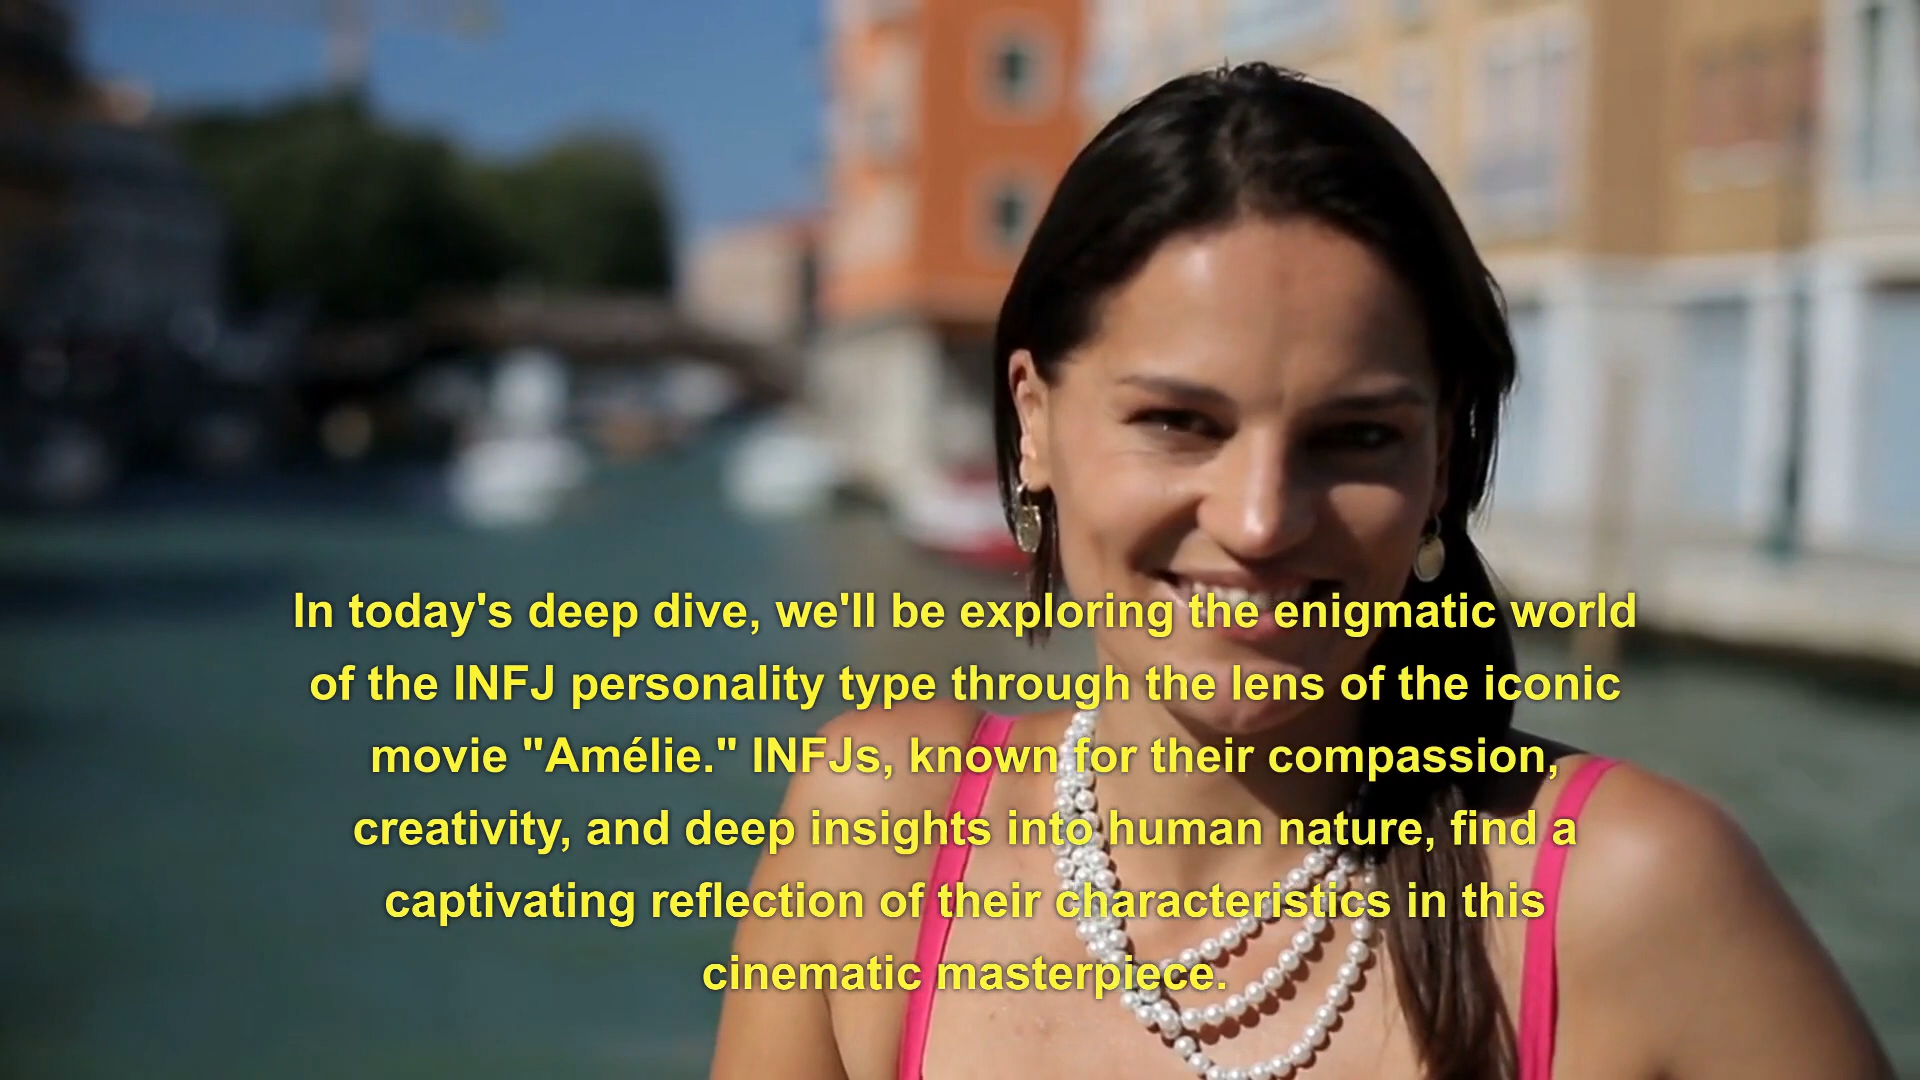 In today's deep dive, we'll be exploring the enigmatic world
of the INFJ personality type through the lens of the iconic
movie "Amélie." INFJs, known for their compassion,
creativity, and deep insights into human nature, find a
captivating reflection of their characteristics in this
cinematic masterpiece.